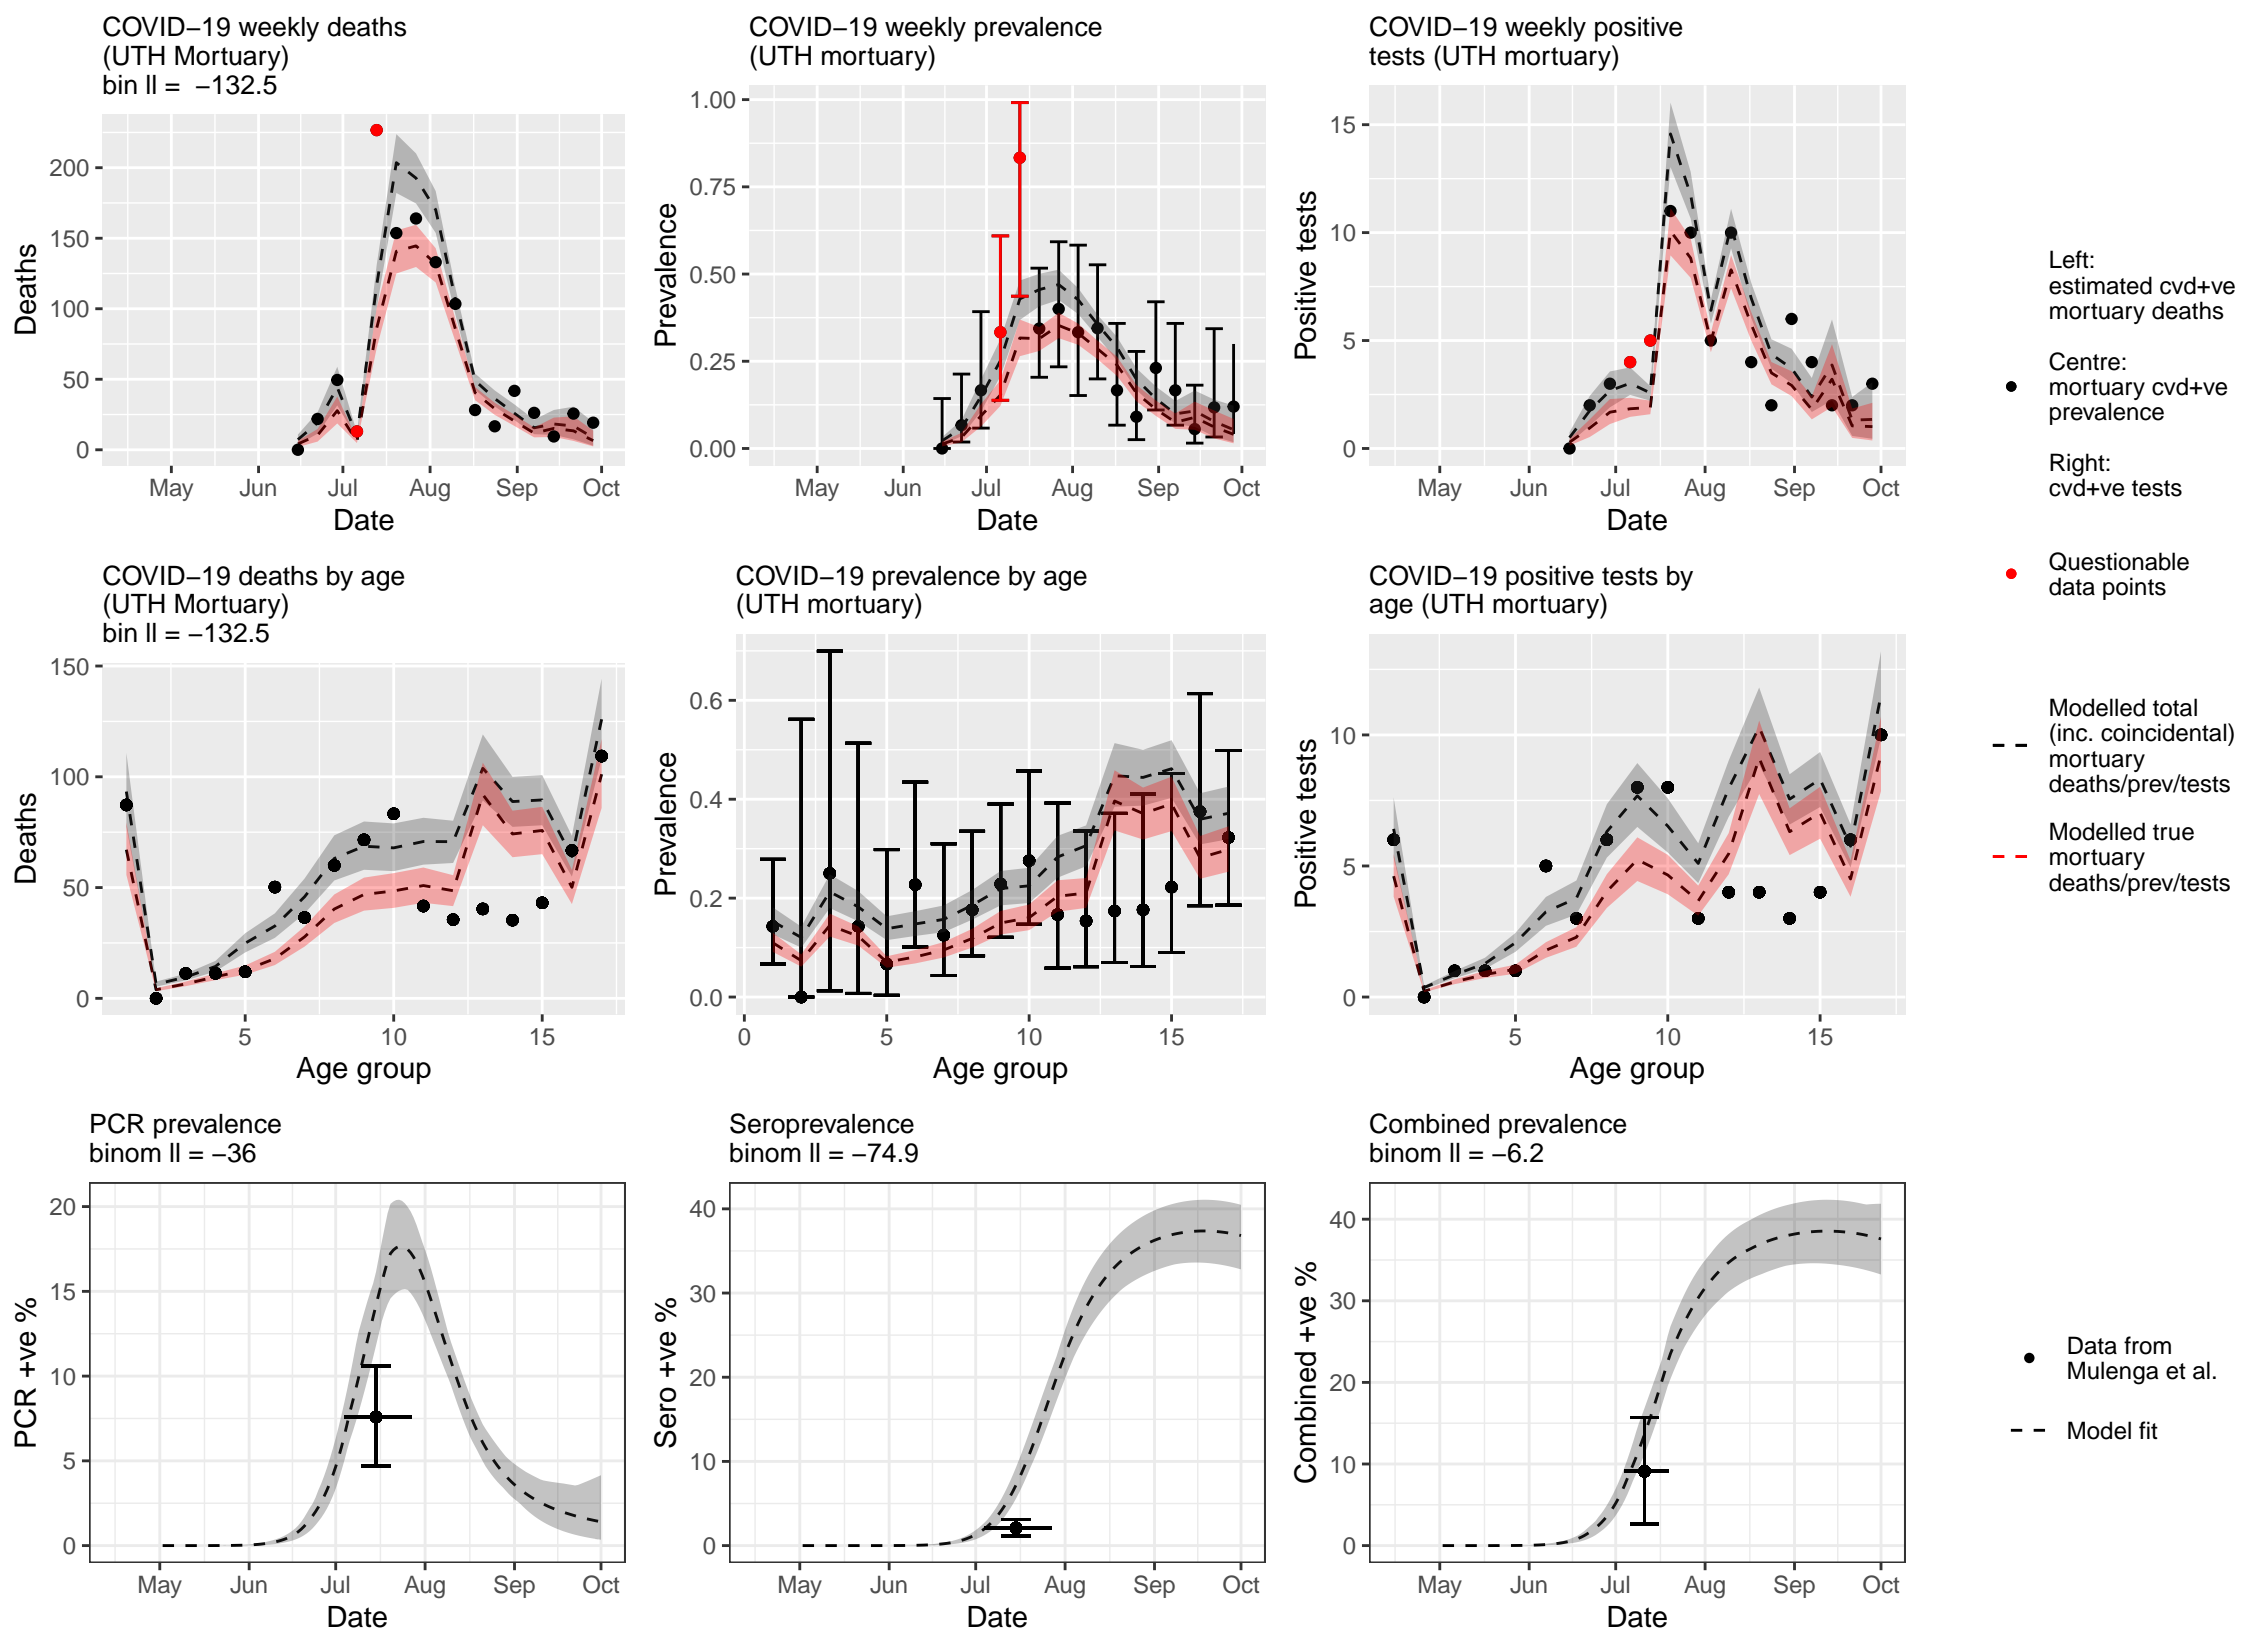 COVID−19 weekly deaths
(UTH Mortuary)
bin ll =  −132.5
Deaths
200
150
100
50
0
May Jun Jul Aug Sep Oct
Date
COVID−19 weekly prevalence
(UTH mortuary)
Prevalence
1.00
0.75
0.50
0.25
0.00
May Jun Jul Aug Sep Oct
Date
COVID−19 weekly positive
tests (UTH mortuary)
Positive tests
15
10
5
0
May Jun Jul Aug Sep Oct
Date
Left:
estimated cvd+ve
mortuary deaths
Centre:
mortuary cvd+ve
prevalence
Right:
cvd+ve tests
Questionable
data points
Modelled total
(inc. coincidental)
mortuary
deaths/prev/tests
Modelled true
mortuary
deaths/prev/tests
COVID−19 deaths by age
(UTH Mortuary)
bin ll = −132.5
Deaths
150
100
50
0
5 10 15
Age group
COVID−19 prevalence by age
(UTH mortuary)
Prevalence
0.6
0.4
0.2
0.0
0 5 10 15
Age group
COVID−19 positive tests by
age (UTH mortuary)
Positive tests
10
5
0
5 10 15
Age group
PCR prevalence
binom ll = −36
PCR +ve %
20
15
10
5
0
May Jun Jul Aug Sep Oct
Date
Seroprevalence
binom ll = −74.9
Sero +ve %
40
30
20
10
0
May Jun Jul Aug Sep Oct
Date
Combined prevalence
binom ll = −6.2
Combined +ve %
40
30
20
10
0
May Jun Jul Aug Sep Oct
Date
Data from
Mulenga et al.
Model fit